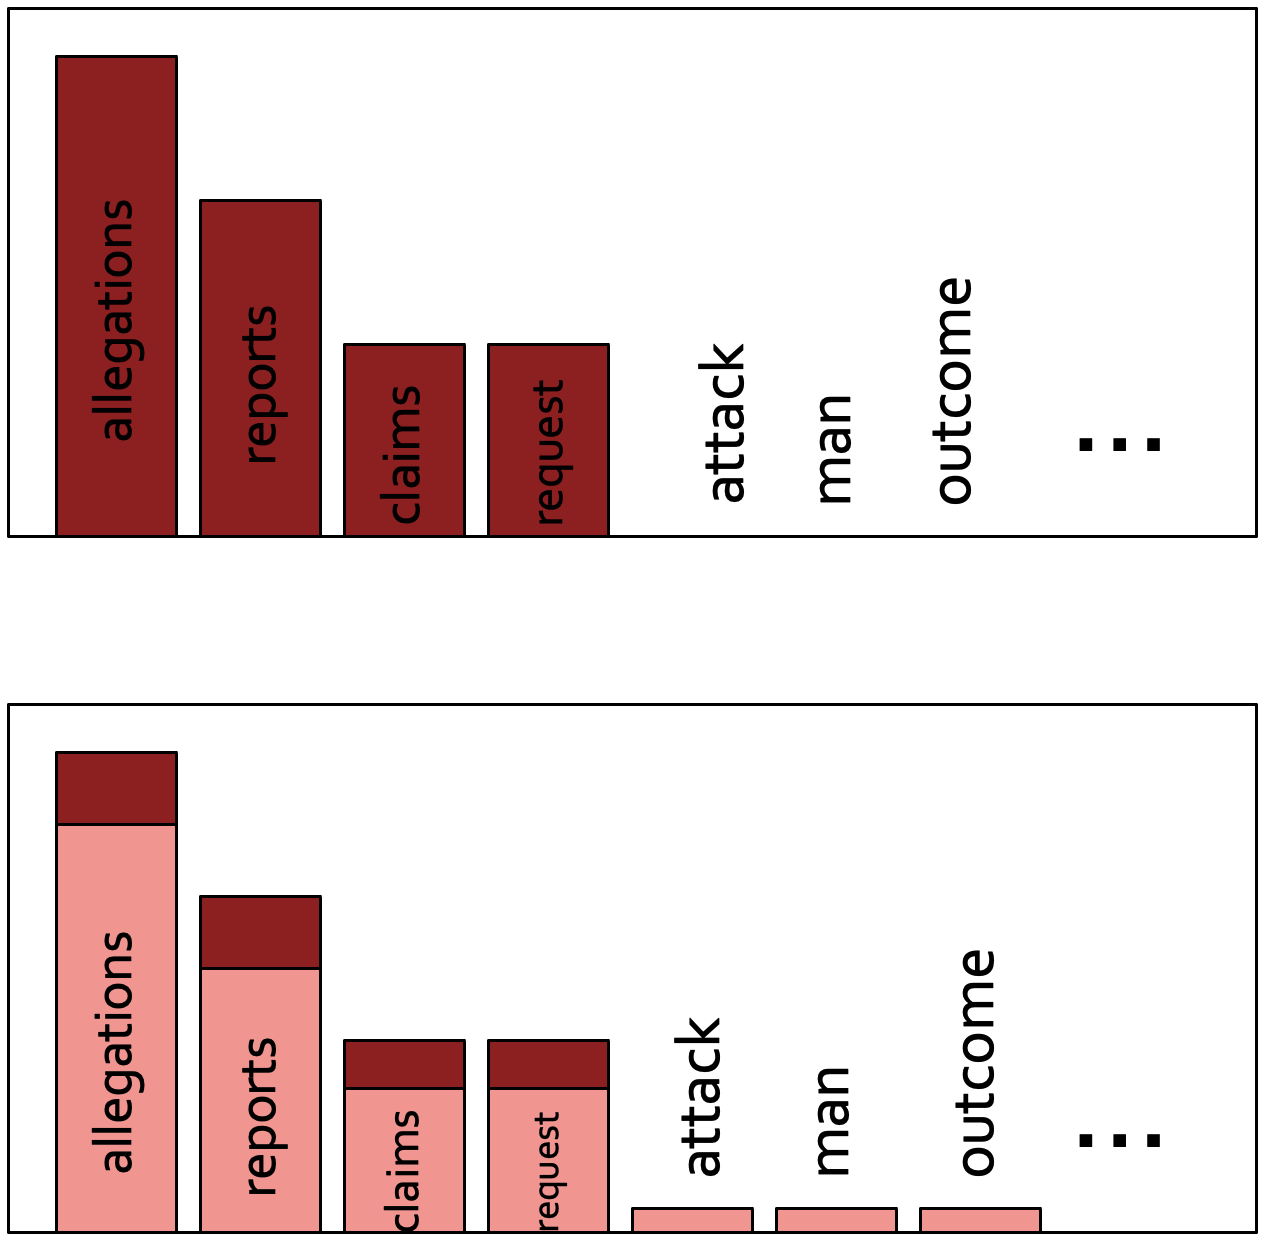 allegations
reports
claims
request
attack
man
outcome
...
allegations
reports
claims
request
attack
man
outcome
...